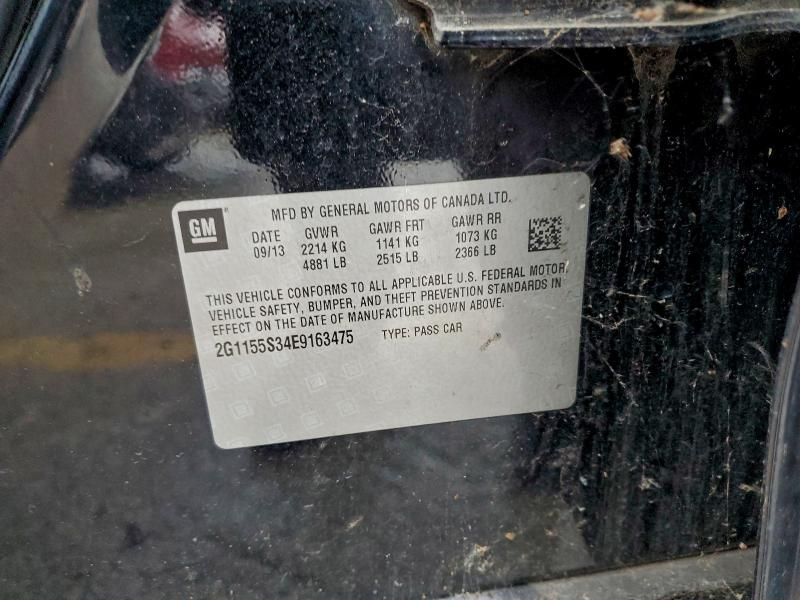 GM
MFD BY GENERAL MOTORS OF CANADA LTD.
DATE GVWR GAWR FRT GAWR RR
09/13 2214 KG 1141 KG 1073 KG
4881 LB 2515 LB 2366 LB
THIS VEHICLE CONFORMS TO ALL APPLICABLE U.S. FEDERAL MOTOR
VEHICLE SAFETY, BUMPER, AND THEFT PREVENTION STANDARDS IN
EFFECT ON THE DATE OF MANUFACTURE SHOWN ABOVE.
2G1155S34E9163475 TYPE: PASS CAR